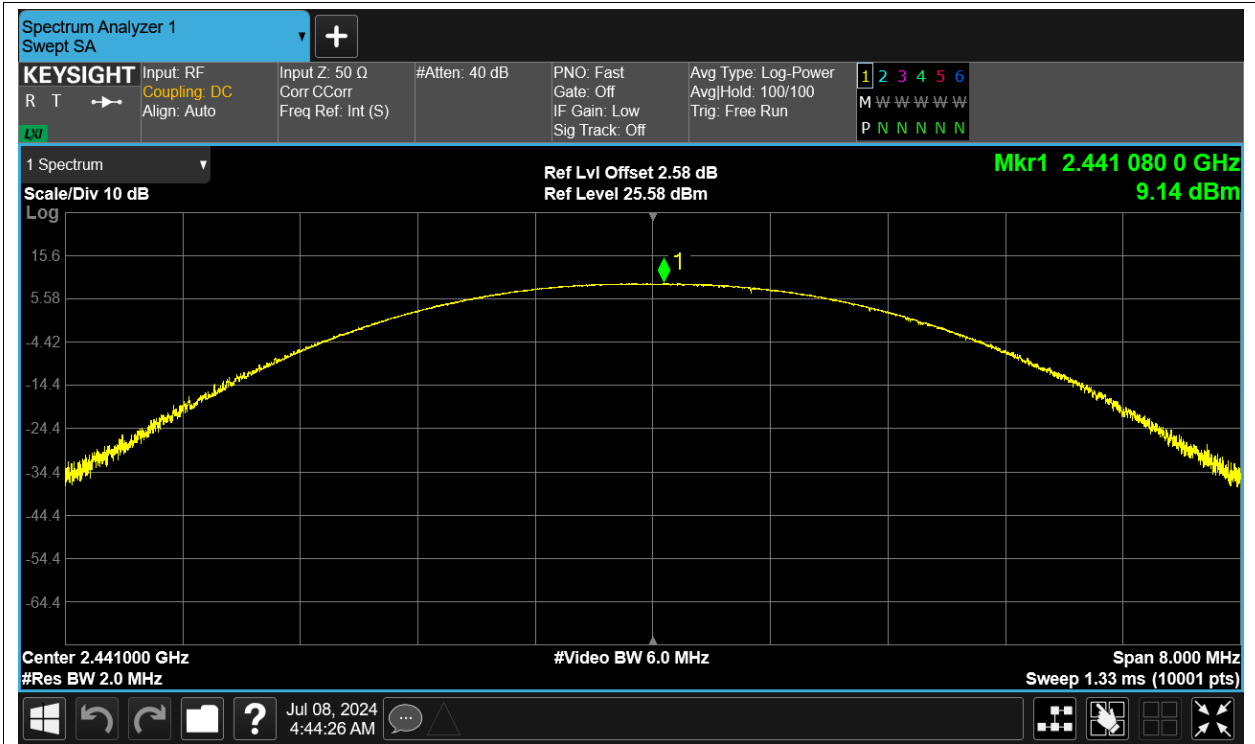 Spectrum Analyzer 1
Swept SA
KEYSIGHT
R T
LXI
Input: RF
Coupling: DC
Align: Auto
Input Z: 50 Ω
Corr CCorr
Freq Ref: Int (S)
#Atten: 40 dB
PNO: Fast
Gate: Off
IF Gain: Low
Sig Track: Off
Avg Type: Log-Power
Avg|Hold: 100/100
Trig: Free Run
1 2 3 4 5 6
M W W W W W
P N N N N N
1 Spectrum
Scale/Div 10 dB
Log
Ref Lvl Offset 2.58 dB
Ref Level 25.58 dBm
Mkr1 2.441 080 0 GHz
9.14 dBm
1
15.6
5.58
-4.42
-14.4
-24.4
-34.4
-44.4
-54.4
-64.4
Center 2.441000 GHz
#Res BW 2.0 MHz
#Video BW 6.0 MHz
Span 8.000 MHz
Sweep 1.33 ms (10001 pts)
?
Jul 08, 2024
4:44:26 AM